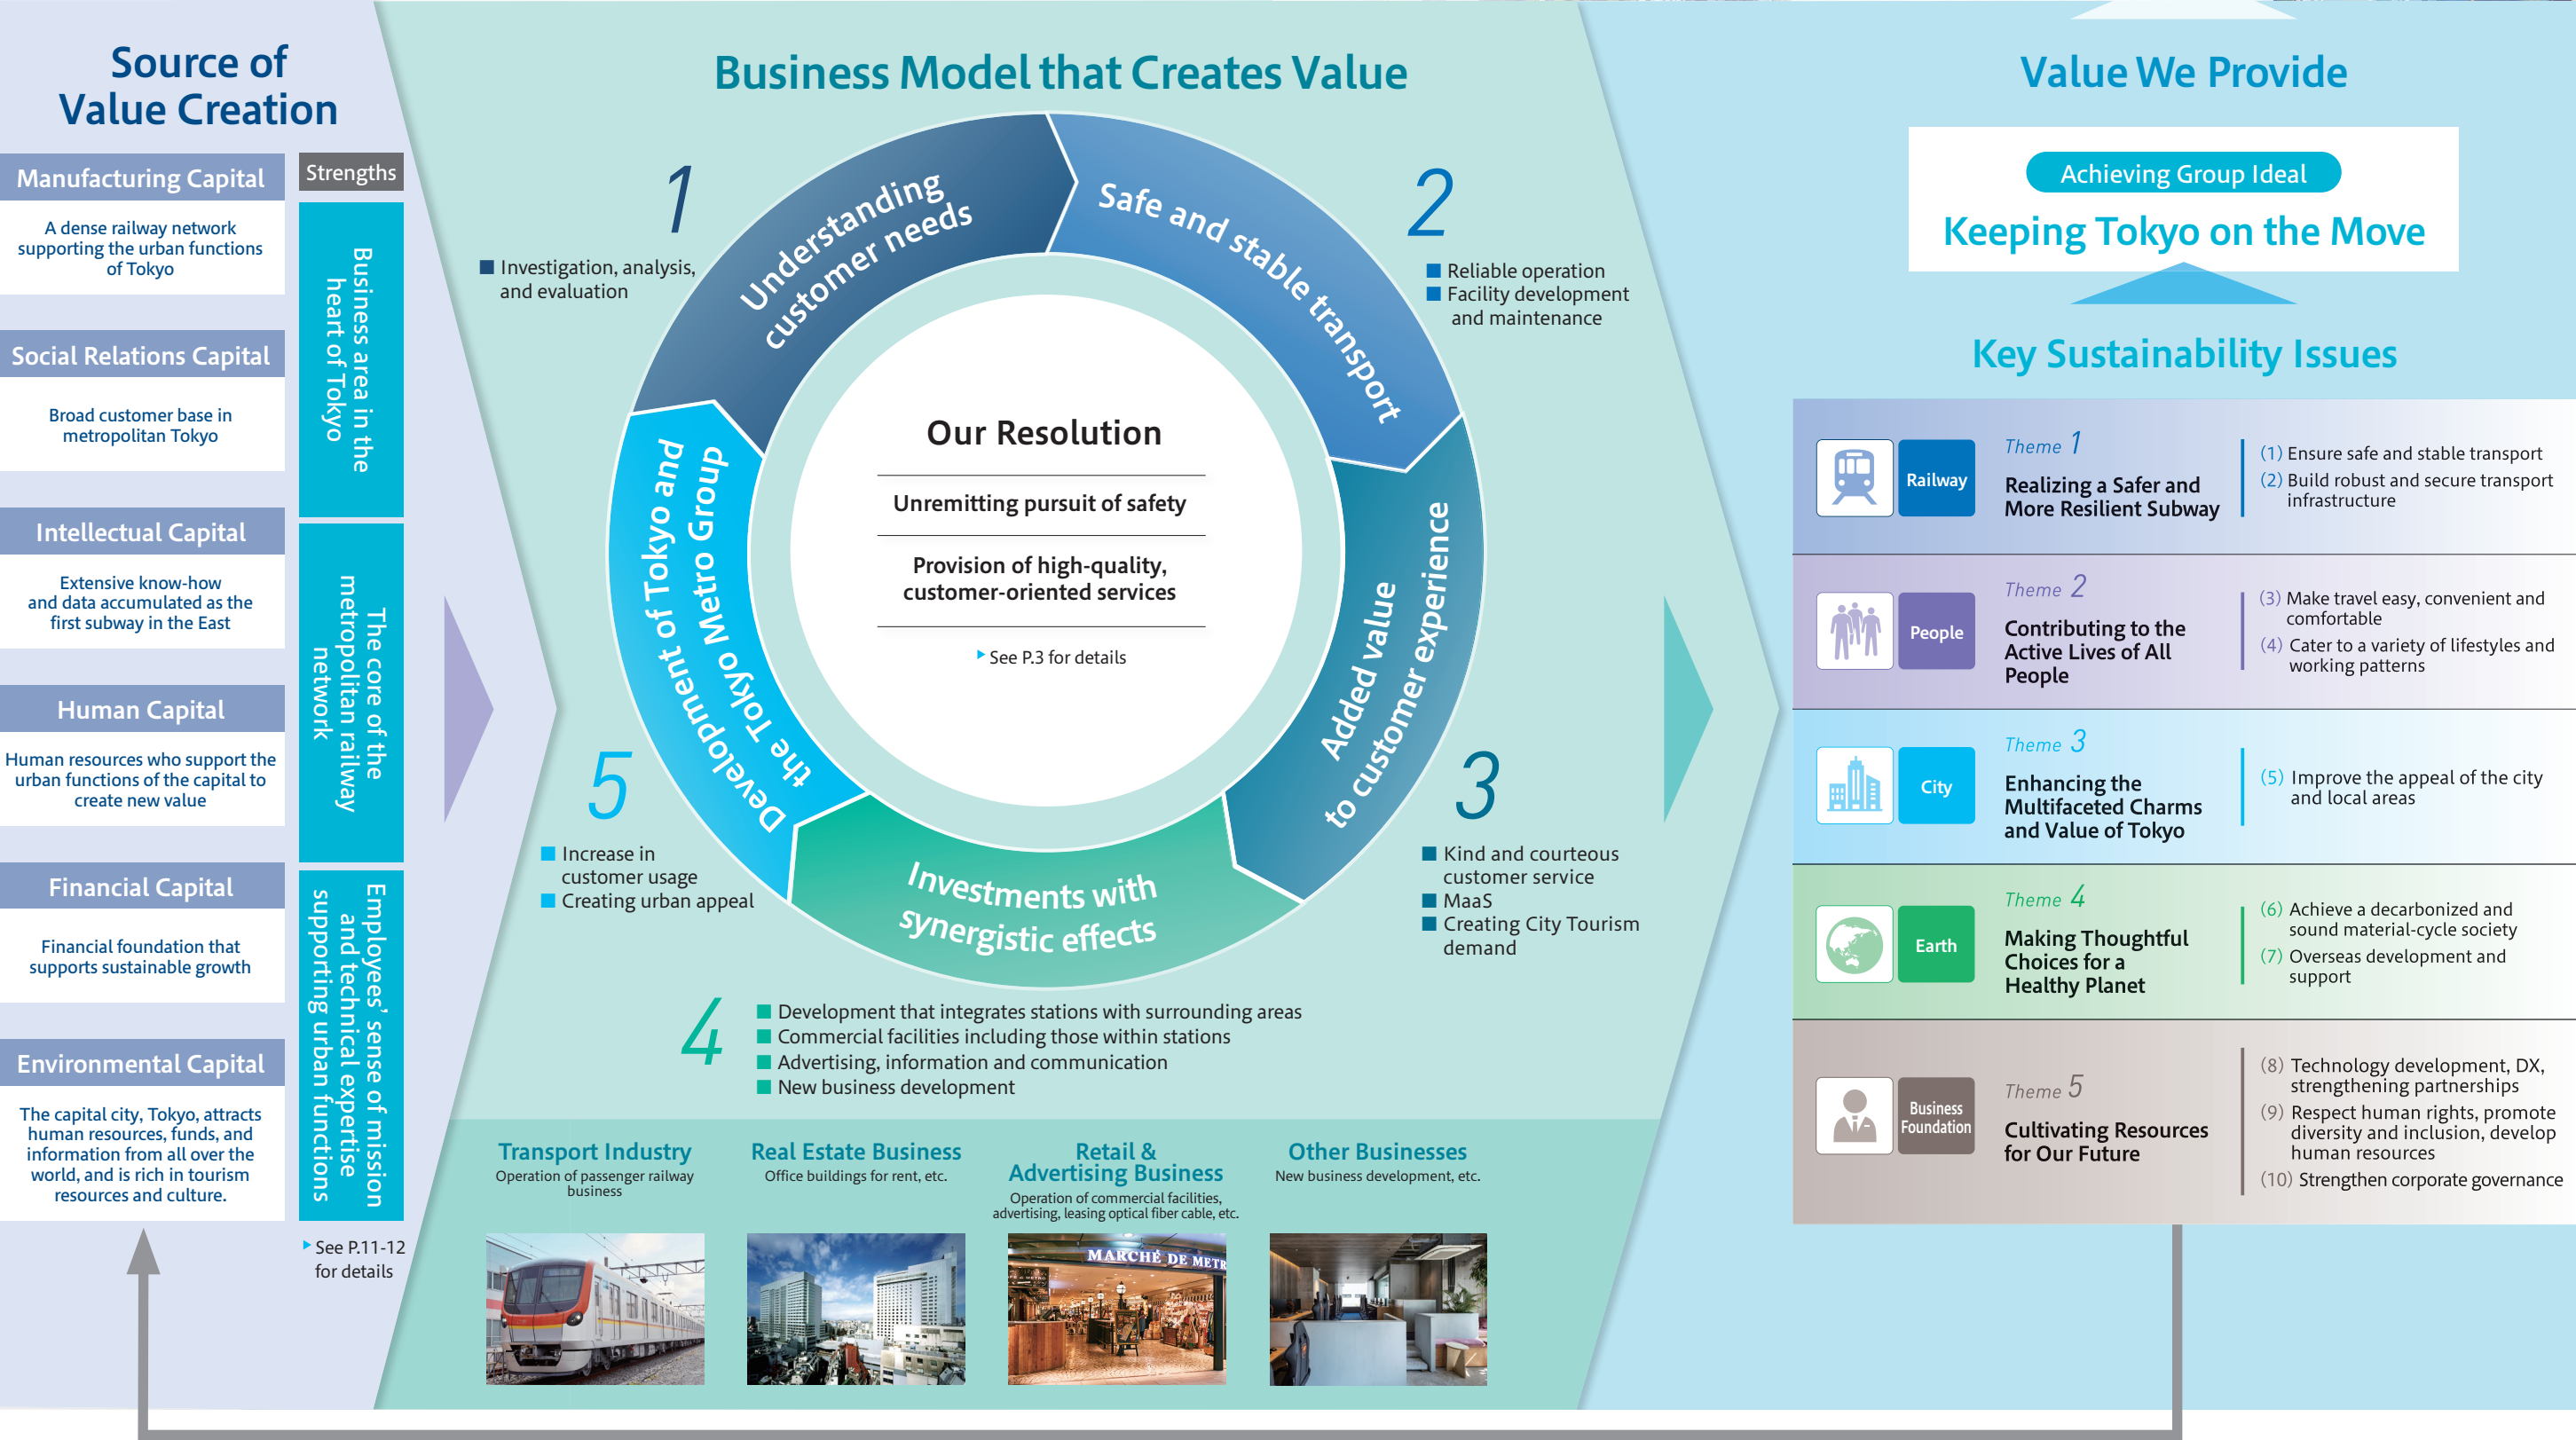 Source of
Value Creation
Manufacturing Capital
A dense railway network
supporting the urban functions
of Tokyo
Social Relations Capital
Broad customer base in
metropolitan Tokyo
Intellectual Capital
Extensive know-how
and data accumulated as the
first subway in the East
Human Capital
Human resources who support the
urban functions of the capital to
create new value
Financial Capital
Financial foundation that
supports sustainable growth
Environmental Capital
The capital city, Tokyo, attracts
human resources, funds, and
information from all over the
world, and is rich in tourism
resources and culture.
Strengths
Business area in the
heart of Tokyo
The core of the
metropolitan railway
network
Employees' sense of mission
and technical expertise
supporting urban functions
See P.11-12
for details
Business Model that Creates Value
1
Understanding
customer needs
Investigation, analysis,
and evaluation
2
Safe and stable transport
Reliable operation
Facility development
and maintenance
3
Added value
to customer experience
Kind and courteous
customer service
MaaS
Creating City Tourism
demand
4
Investments with
synergistic effects
Development that integrates stations with surrounding areas
Commercial facilities including those within stations
Advertising, information and communication
New business development
5
Development of Tokyo and
the Tokyo Metro Group
Increase in
customer usage
Creating urban appeal
Our Resolution
Unremitting pursuit of safety
Provision of high-quality,
customer-oriented services
See P.3 for details
Transport Industry
Operation of passenger railway
business
Real Estate Business
Office buildings for rent, etc.
Retail &
Advertising Business
Operation of commercial facilities,
advertising, leasing optical fiber cable, etc.
MARCHÉ DE METR
Other Businesses
New business development, etc.
Value We Provide
Achieving Group Ideal
Keeping Tokyo on the Move
Key Sustainability Issues
Railway
Theme 1
Realizing a Safer and
More Resilient Subway
(1) Ensure safe and stable transport
(2) Build robust and secure transport
infrastructure
People
Theme 2
Contributing to the
Active Lives of All
People
(3) Make travel easy, convenient and
comfortable
(4) Cater to a variety of lifestyles and
working patterns
City
Theme 3
Enhancing the
Multifaceted Charms
and Value of Tokyo
(5) Improve the appeal of the city
and local areas
Earth
Theme 4
Making Thoughtful
Choices for a
Healthy Planet
(6) Achieve a decarbonized and
sound material-cycle society
(7) Overseas development and
support
Business
Foundation
Theme 5
Cultivating Resources
for Our Future
(8) Technology development, DX,
strengthening partnerships
(9) Respect human rights, promote
diversity and inclusion, develop
human resources
(10) Strengthen corporate governance